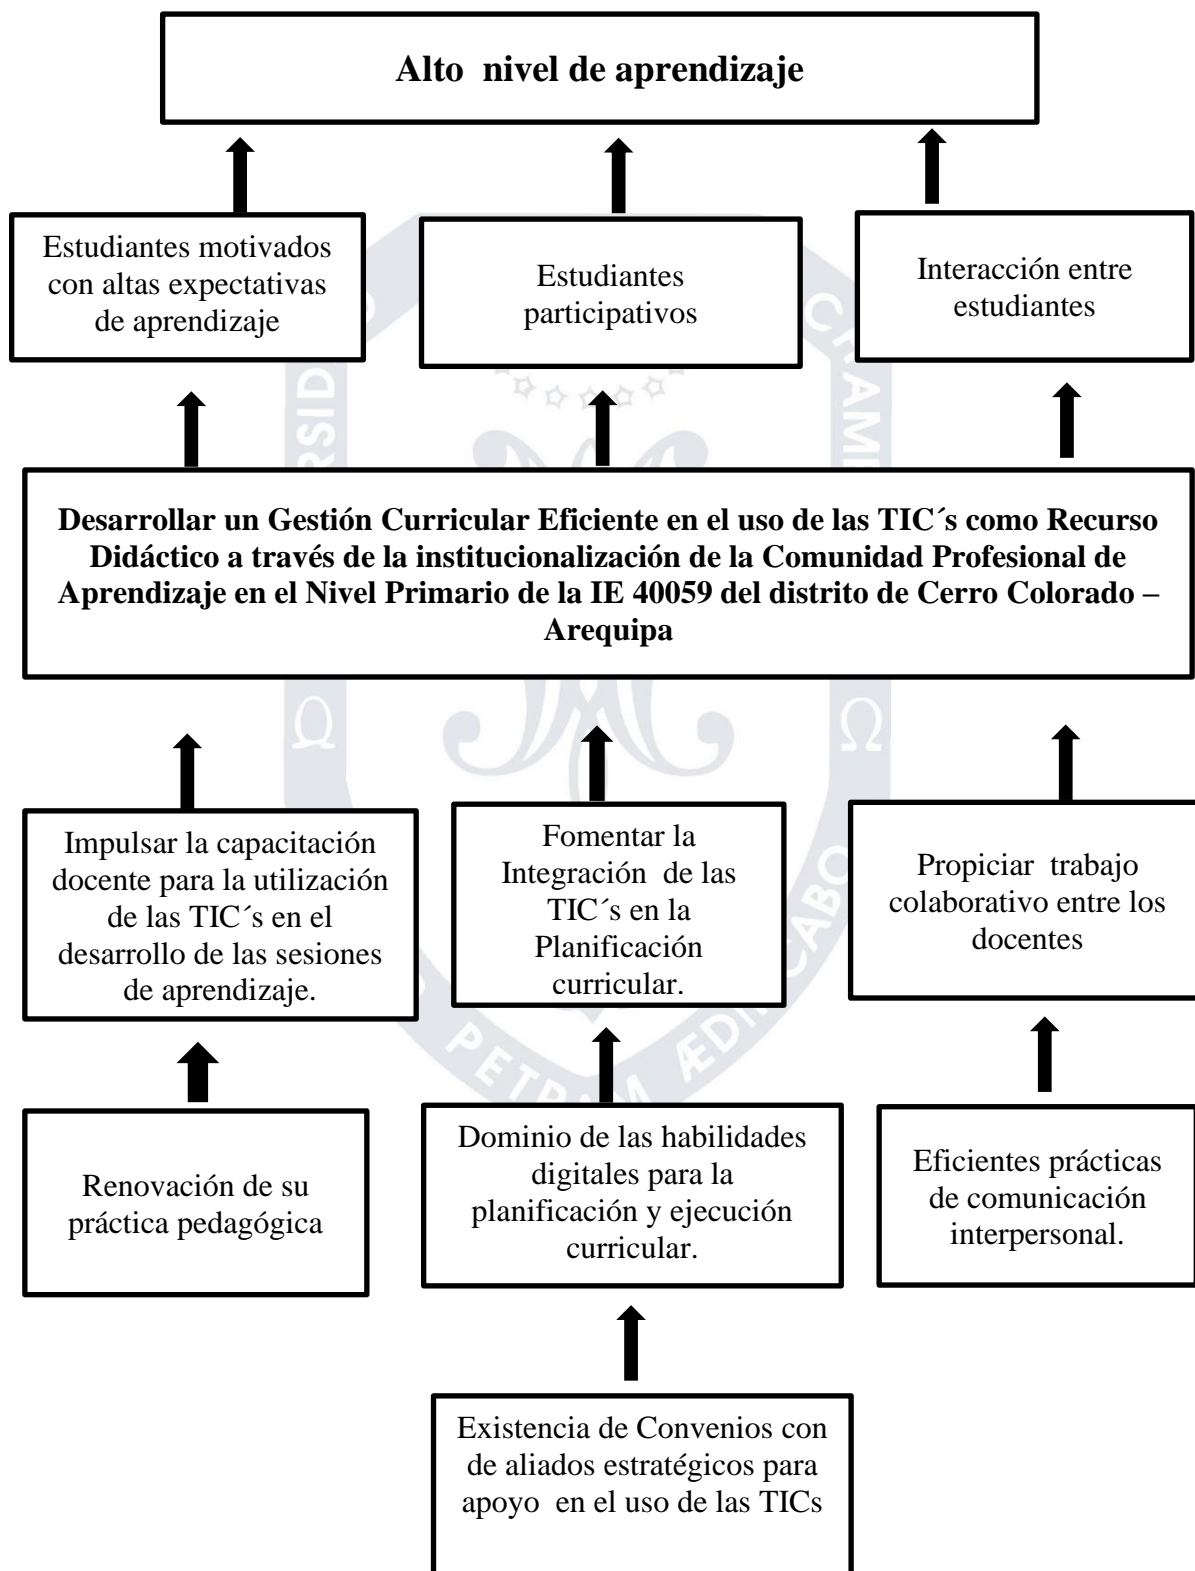 Alto  nivel de aprendizaje
Estudiantes motivados
con altas expectativas
de aprendizaje
Estudiantes
participativos
Interacción entre
estudiantes
Desarrollar un Gestión Curricular Eficiente en el uso de las TIC´s como Recurso
Didáctico a través de la institucionalización de la Comunidad Profesional de
Aprendizaje en el Nivel Primario de la IE 40059 del distrito de Cerro Colorado –
Arequipa
Impulsar la capacitación
docente para la utilización
de las TIC´s en el
desarrollo de las sesiones
de aprendizaje.
Fomentar la
Integración  de las
TIC´s en la
Planificación
curricular.
Propiciar  trabajo
colaborativo entre los
docentes
Renovación de su
práctica pedagógica
Dominio de las habilidades
digitales para la
planificación y ejecución
curricular.
Eficientes prácticas
de comunicación
interpersonal.
Existencia de Convenios con
de aliados estratégicos para
apoyo  en el uso de las TICs